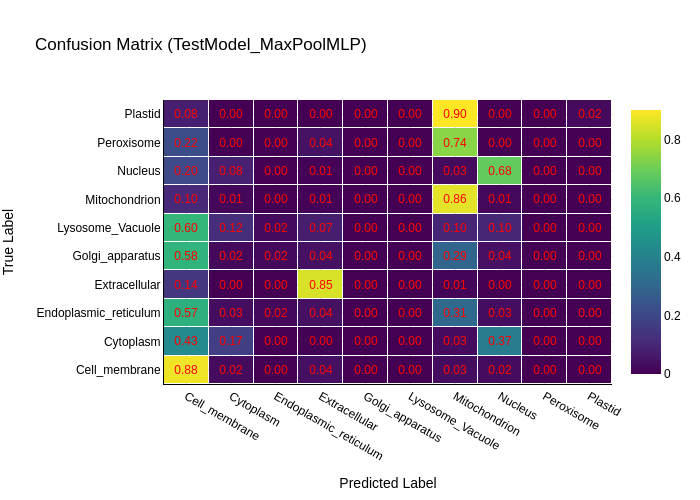 Confusion Matrix (TestModel_MaxPoolMLP)
True Label
Plastid 0.08 0.00 0.00 0.00 0.00 0.00 0.90 0.00 0.00 0.02
Peroxisome 0.22 0.00 0.00 0.04 0.00 0.00 0.74 0.00 0.00 0.00
Nucleus 0.20 0.08 0.00 0.01 0.00 0.00 0.03 0.68 0.00 0.00
Mitochondrion 0.10 0.01 0.00 0.01 0.00 0.00 0.86 0.01 0.00 0.00
Lysosome_Vacuole 0.60 0.12 0.02 0.07 0.00 0.00 0.10 0.10 0.00 0.00
Golgi_apparatus 0.58 0.02 0.02 0.04 0.00 0.00 0.29 0.04 0.00 0.00
Extracellular 0.14 0.00 0.00 0.85 0.00 0.00 0.01 0.00 0.00 0.00
Endoplasmic_reticulum 0.57 0.03 0.02 0.04 0.00 0.00 0.31 0.03 0.00 0.00
Cytoplasm 0.43 0.17 0.00 0.00 0.00 0.00 0.03 0.37 0.00 0.00
Cell_membrane 0.88 0.02 0.00 0.04 0.00 0.00 0.03 0.02 0.00 0.00
Cell_membrane Cytoplasm Endoplasmic_reticulum Extracellular Golgi_apparatus Lysosome_Vacuole Mitochondrion Nucleus Peroxisome Plastid
Predicted Label
0.8
0.6
0.4
0.2
0